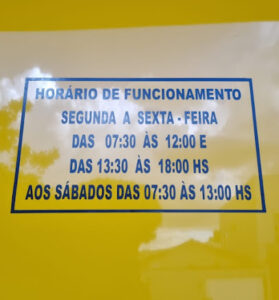 HORÁRIO DE FUNCIONAMENTO
SEGUNDA A SEXTA - FEIRA
DAS 07:30 ÀS 12:00 E
DAS 13:30 ÀS 18:00 HS
AOS SÁBADOS DAS 07:30 ÀS 13:00 HS